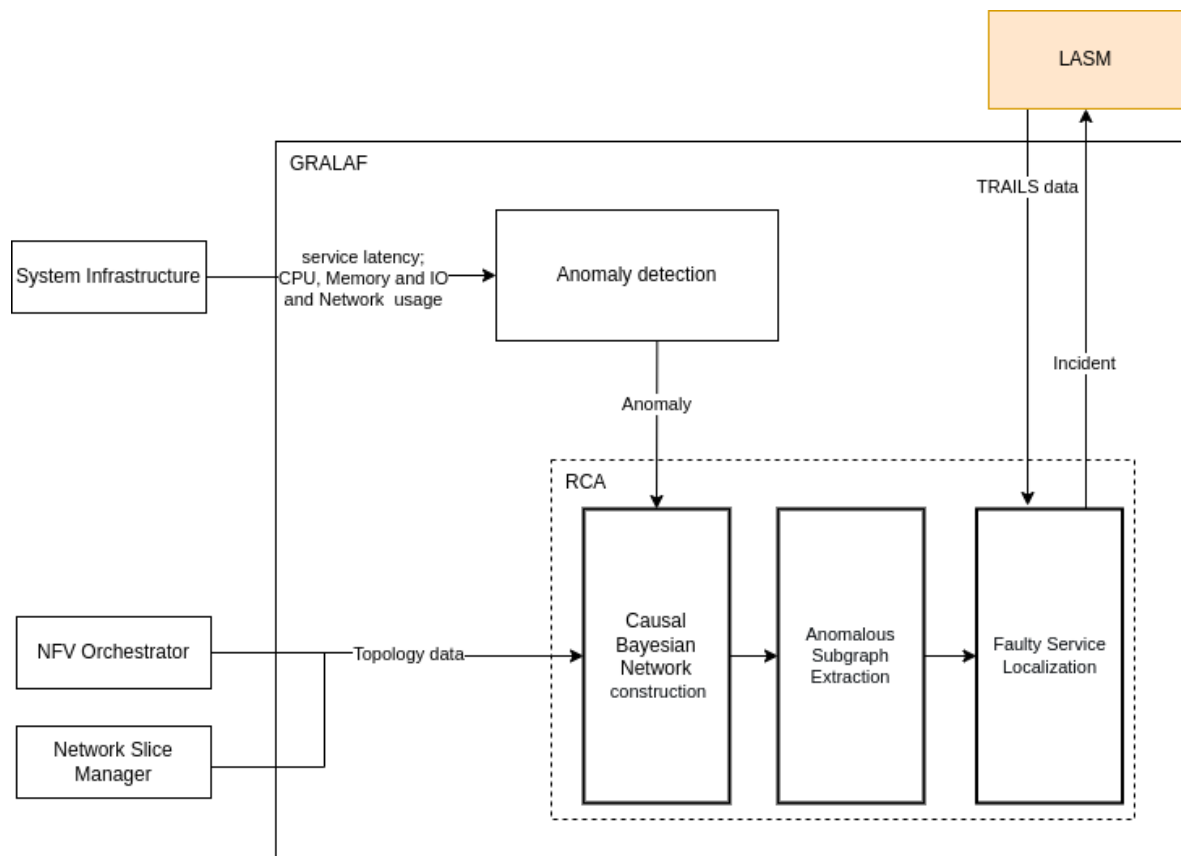 LASM
GRALAF
TRAILS data
System Infrastructure
service latency;
CPU, Memory and IO
and Network usage
Anomaly detection
Incident
Anomaly
RCA
NFV Orchestrator
Topology data
Causal
Bayesian
Network
construction
Anomalous
Subgraph
Extraction
Faulty Service
Localization
Network Slice
Manager